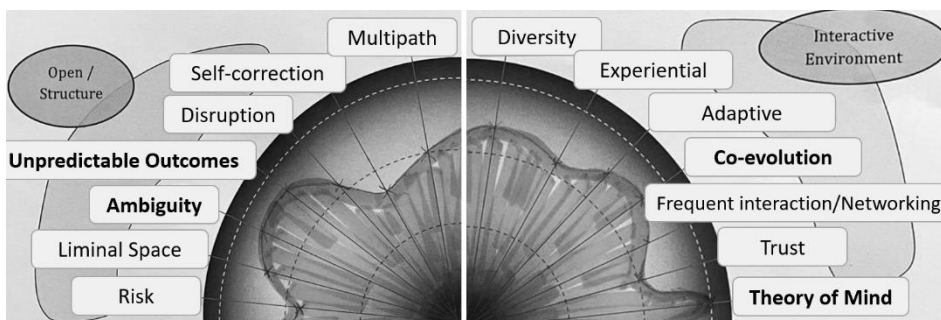 Multipath
Diversity
Open /
Structure
Interactive
Environment
Self-correction
Experiential
Disruption
Adaptive
Unpredictable Outcomes
Co-evolution
Ambiguity
Frequent interaction/Networking
Liminal Space
Trust
Risk
Theory of Mind